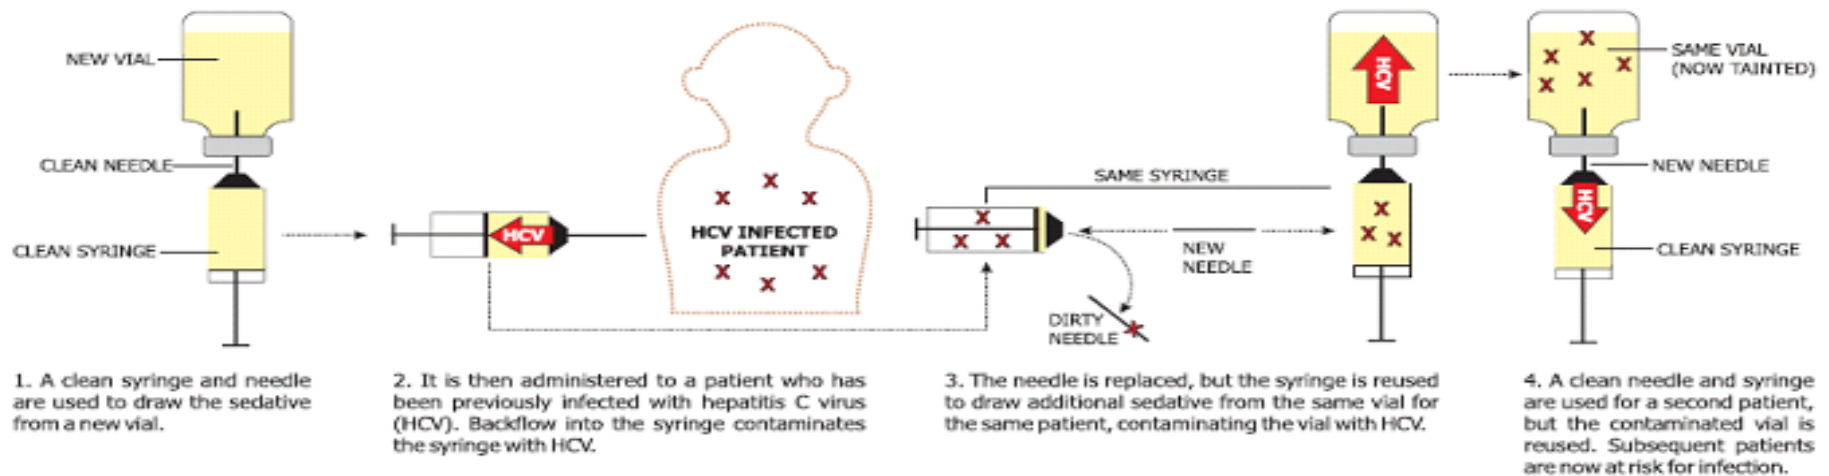 NEW VIAL
CLEAN NEEDLE
CLEAN SYRINGE
HCV
HCV INFECTED
PATIENT
SAME SYRINGE
NEW
NEEDLE
DIRTY
NEEDLE
HCV
SAME VIAL
(NOW TAINTED)
NEW NEEDLE
HCV
CLEAN SYRINGE
1. A clean syringe and needle
are used to draw the sedative
from a new vial.
2. It is then administered to a patient who has
been previously infected with hepatitis C virus
(HCV). Backflow into the syringe contaminates
the syringe with HCV.
3. The needle is replaced, but the syringe is reused
to draw additional sedative from the same vial for
the same patient, contaminating the vial with HCV.
4. A clean needle and syringe
are used for a second patient,
but the contaminated vial is
reused. Subsequent patients
are now at risk for infection.